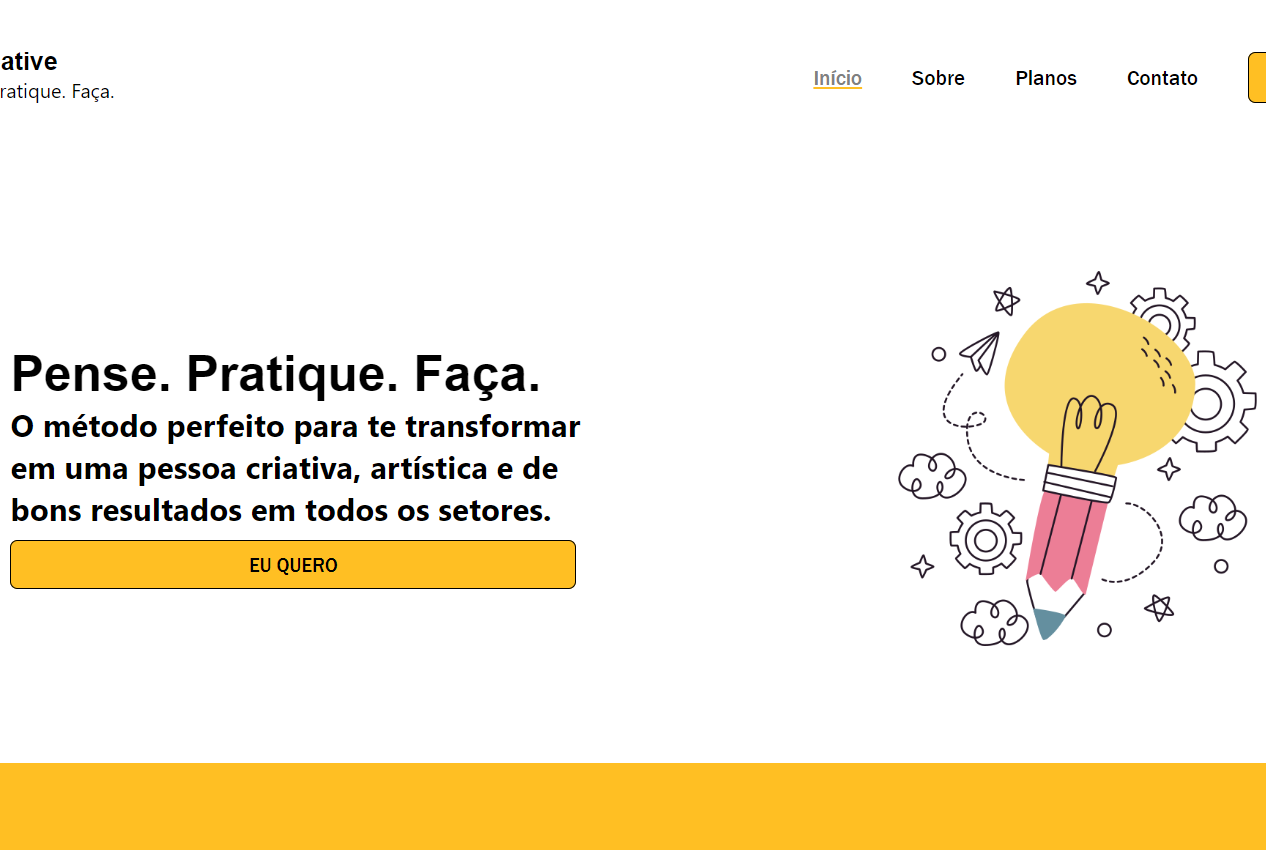 ative
ratique. Faça.
Início Sobre Planos Contato
Pense. Pratique. Faça.
O método perfeito para te transformar
em uma pessoa criativa, artística e de
bons resultados em todos os setores.
EU QUERO